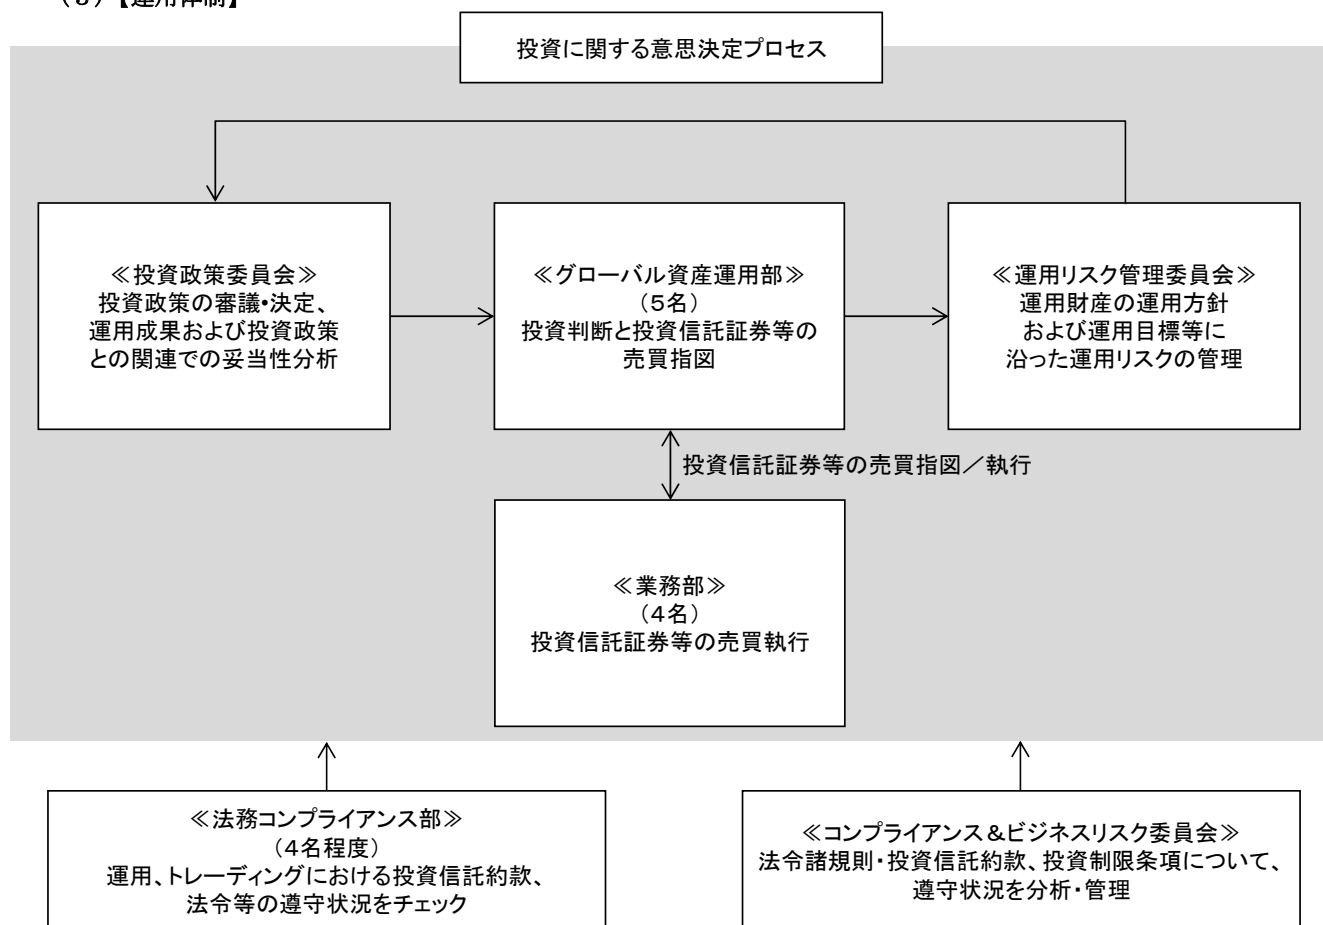 【運用体制】
投資に関する意思決定プロセス
≪投資政策委員会≫
投資政策の審議・決定、
運用成果および投資政策
との関連での妥当性分析
≪グローバル資産運用部≫
（5名）
投資判断と投資信託証券等の
売買指図
≪運用リスク管理委員会≫
運用財産の運用方針
および運用目標等に
沿った運用リスクの管理
投資信託証券等の売買指図／執行
≪業務部≫
（4名）
投資信託証券等の売買執行
≪法務コンプライアンス部≫
（4名程度）
運用、トレーディングにおける投資信託約款、
法令等の遵守状況をチェック
≪コンプライアンス＆ビジネスリスク委員会≫
法令諸規則・投資信託約款、投資制限条項について、
遵守状況を分析・管理